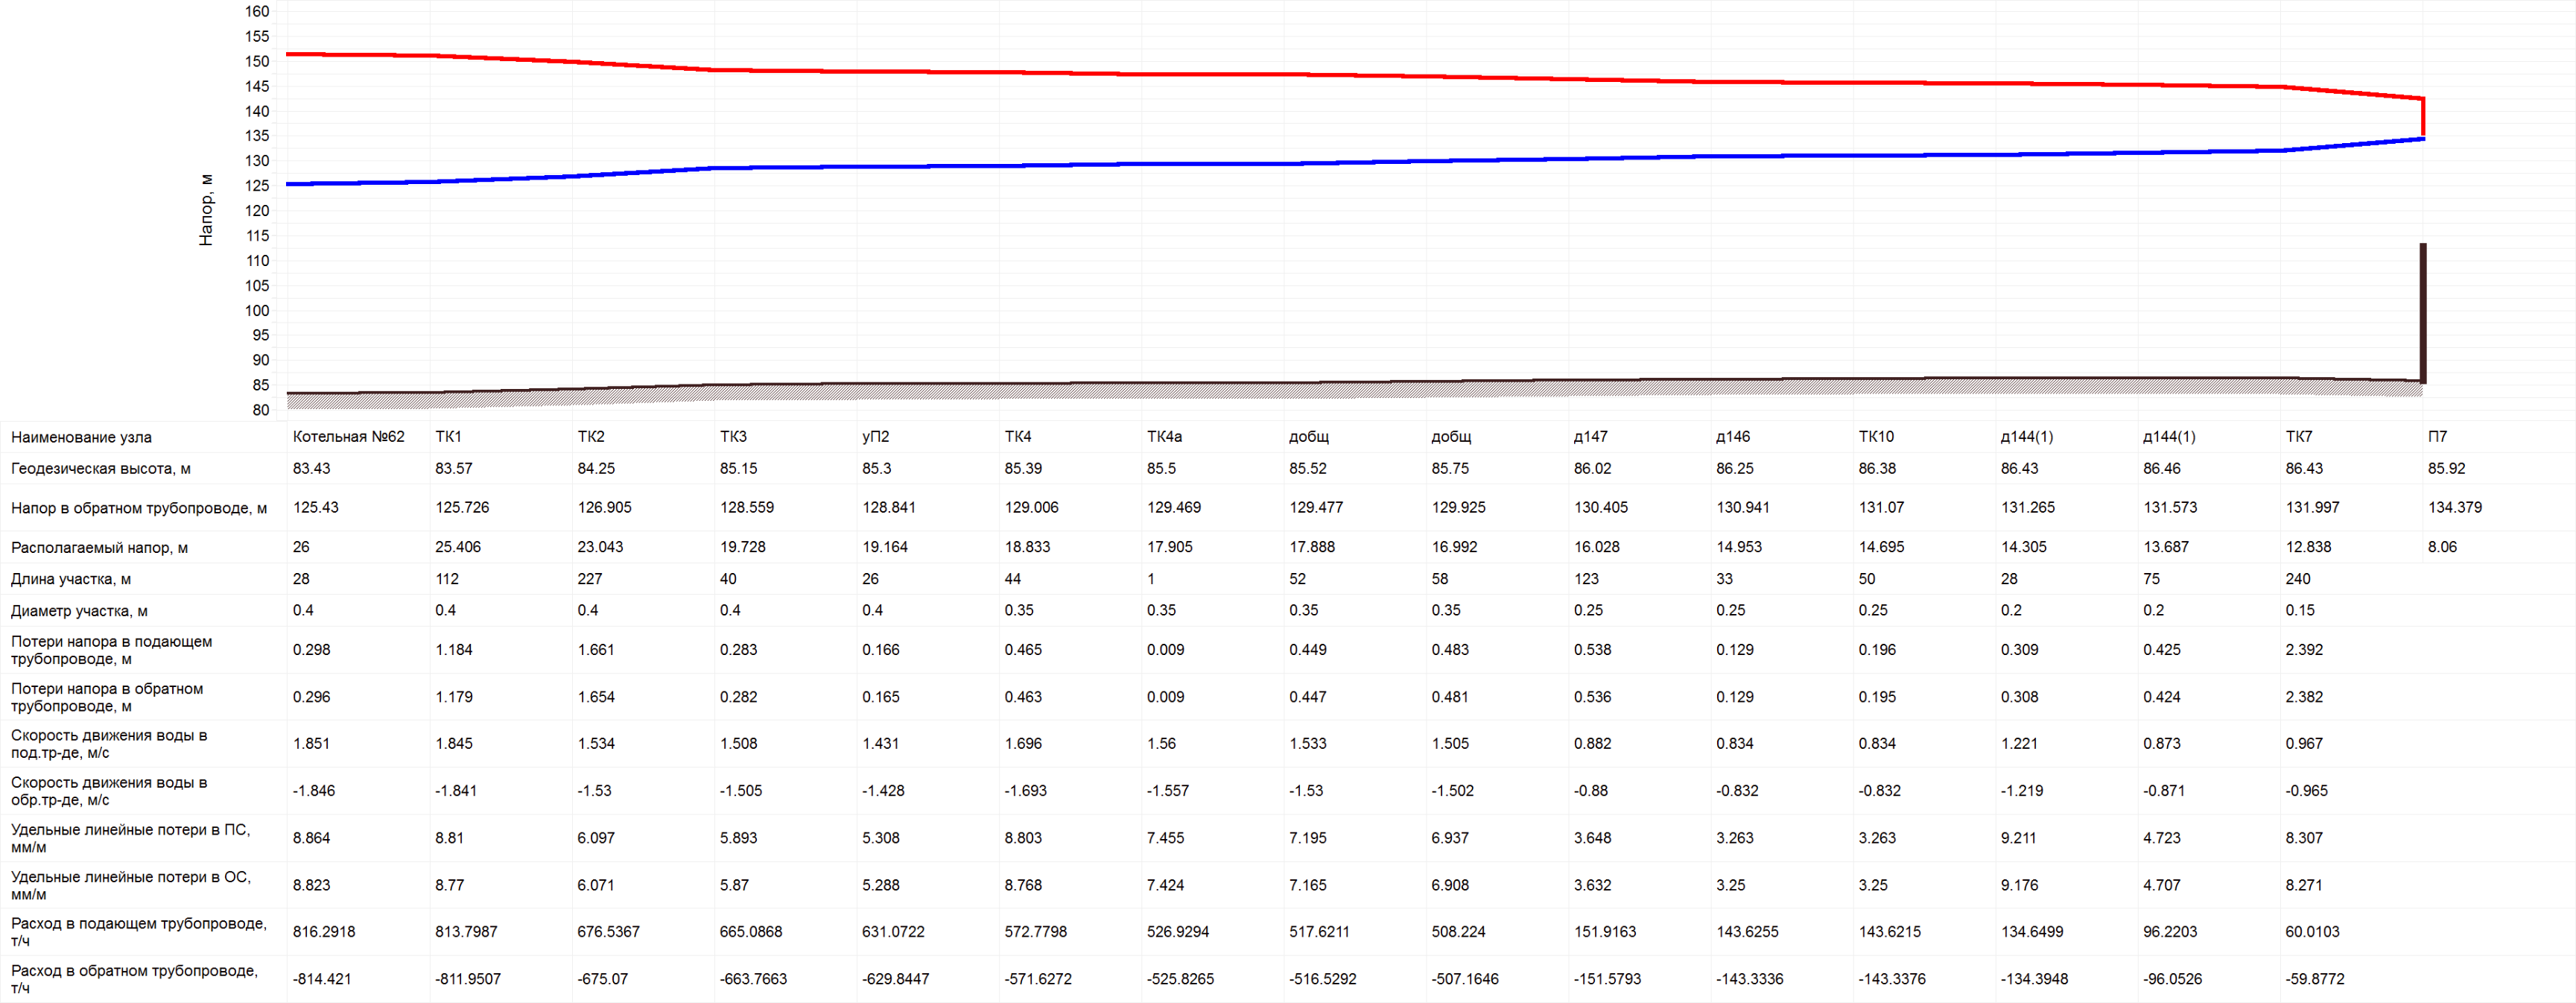 160
155
150
145
140
135
130
125
120
115
110
105
100
95
90
85
80
Напор, м
Наименование узла Котельная №62 ТК1 ТК2 ТК3 уП2 ТК4 ТК4а добщ добщ д147 д146 ТК10 д144(1) д144(1) ТК7 П7
Геодезическая высота, м 83.43 83.57 84.25 85.15 85.3 85.39 85.5 85.52 85.75 86.02 86.25 86.38 86.43 86.46 86.43 85.92
Напор в обратном трубопроводе, м 125.43 125.726 126.905 128.559 128.841 129.006 129.469 129.477 129.925 130.405 130.941 131.07 131.265 131.573 131.997 134.379
Располагаемый напор, м 26 25.406 23.043 19.728 19.164 18.833 17.905 17.888 16.992 16.028 14.953 14.695 14.305 13.687 12.838 8.06
Длина участка, м 28 112 227 40 26 44 1 52 58 123 33 50 28 75 240
Диаметр участка, м 0.4 0.4 0.4 0.4 0.4 0.35 0.35 0.35 0.35 0.25 0.25 0.25 0.2 0.2 0.15
Потери напора в подающем
трубопроводе, м 0.298 1.184 1.661 0.283 0.166 0.465 0.009 0.449 0.483 0.538 0.129 0.196 0.309 0.425 2.392
Потери напора в обратном
трубопроводе, м 0.296 1.179 1.654 0.282 0.165 0.463 0.009 0.447 0.481 0.536 0.129 0.195 0.308 0.424 2.382
Скорость движения воды в
под.тр-де, м/с 1.851 1.845 1.534 1.508 1.431 1.696 1.56 1.533 1.505 0.882 0.834 0.834 1.221 0.873 0.967
Скорость движения воды в
обр.тр-де, м/с -1.846 -1.841 -1.53 -1.505 -1.428 -1.693 -1.557 -1.53 -1.502 -0.88 -0.832 -0.832 -1.219 -0.871 -0.965
Удельные линейные потери в ПС,
мм/м 8.864 8.81 6.097 5.893 5.308 8.803 7.455 7.195 6.937 3.648 3.263 3.263 9.211 4.723 8.307
Удельные линейные потери в ОС,
мм/м 8.823 8.77 6.071 5.87 5.288 8.768 7.424 7.165 6.908 3.632 3.25 3.25 9.176 4.707 8.271
Расход в подающем трубопроводе,
т/ч 816.2918 813.7987 676.5367 665.0868 631.0722 572.7798 526.9294 517.6211 508.224 151.9163 143.6255 143.6215 134.6499 96.2203 60.0103
Расход в обратном трубопроводе,
т/ч -814.421 -811.9507 -675.07 -663.7663 -629.8447 -571.6272 -525.8265 -516.5292 -507.1646 -151.5793 -143.3336 -143.3376 -134.3948 -96.0526 -59.8772